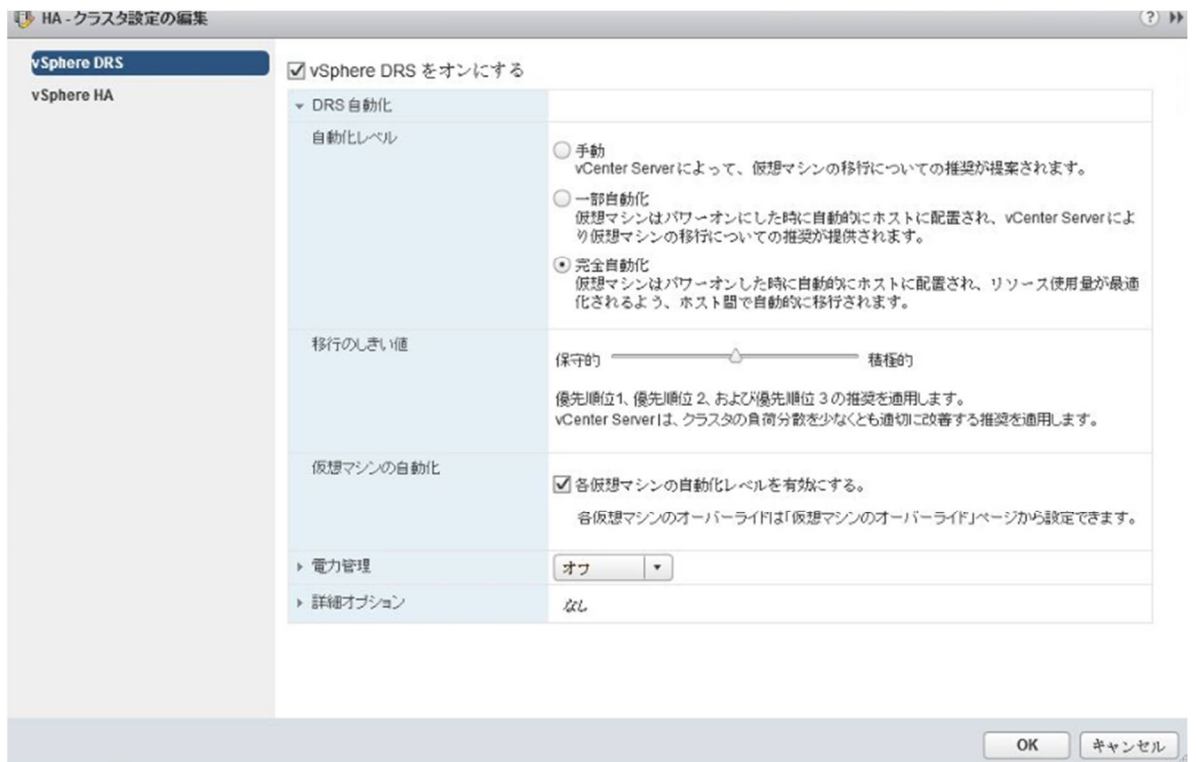 HA - クラスタ設定の編集
vSphere DRS
vSphere HA
vSphere DRS をオンにする
DRS 自動化
自動化レベル
手動
vCenter Server によって、仮想マシンの移行についての推奨が提案されます。
一部自動化
仮想マシンはパワーオンにした時に自動的にホストに配置され、vCenter Server によ
り仮想マシンの移行についての推奨が提供されます。
完全自動化
仮想マシンはパワーオンした時に自動的にホストに配置され、リソース使用量が最適
化されるよう、ホスト間で自動的に移行されます。
移行のしきい値
保守的 積極的
優先順位1、優先順位 2、および優先順位 3 の推奨を適用します。
vCenter Serverは、クラスタの負荷分散を少なくとも適切に改善する推奨を適用します。
仮想マシンの自動化
各仮想マシンの自動化レベルを有効にする。
各仮想マシンのオーバーライドは「仮想マシンのオーバーライド」ページから設定できます。
電力管理
オフ
詳細オプション
なし
OK キャンセル